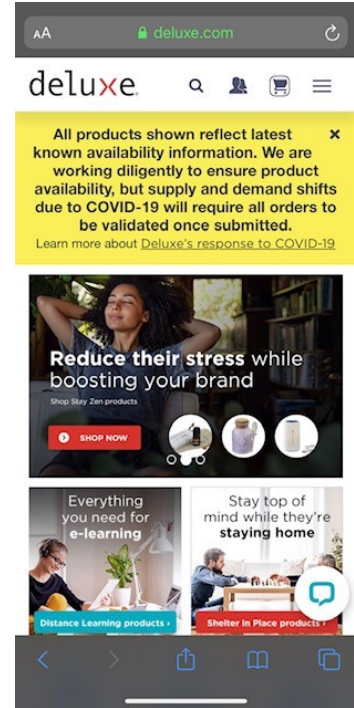 AA deluxe.com
deluxe.
All products shown reflect latest
known availability information. We are
working diligently to ensure product
availability, but supply and demand shifts
due to COVID-19 will require all orders to
be validated once submitted.
Learn more about Deluxe's response to COVID-19
Reduce their stress while
boosting your brand
Shop Stay Zen products
SHOP NOW
Everything
you need for
e-learning
Distance Learning products ›
Stay top of
mind while they're
staying home
Shelter in Place products ›